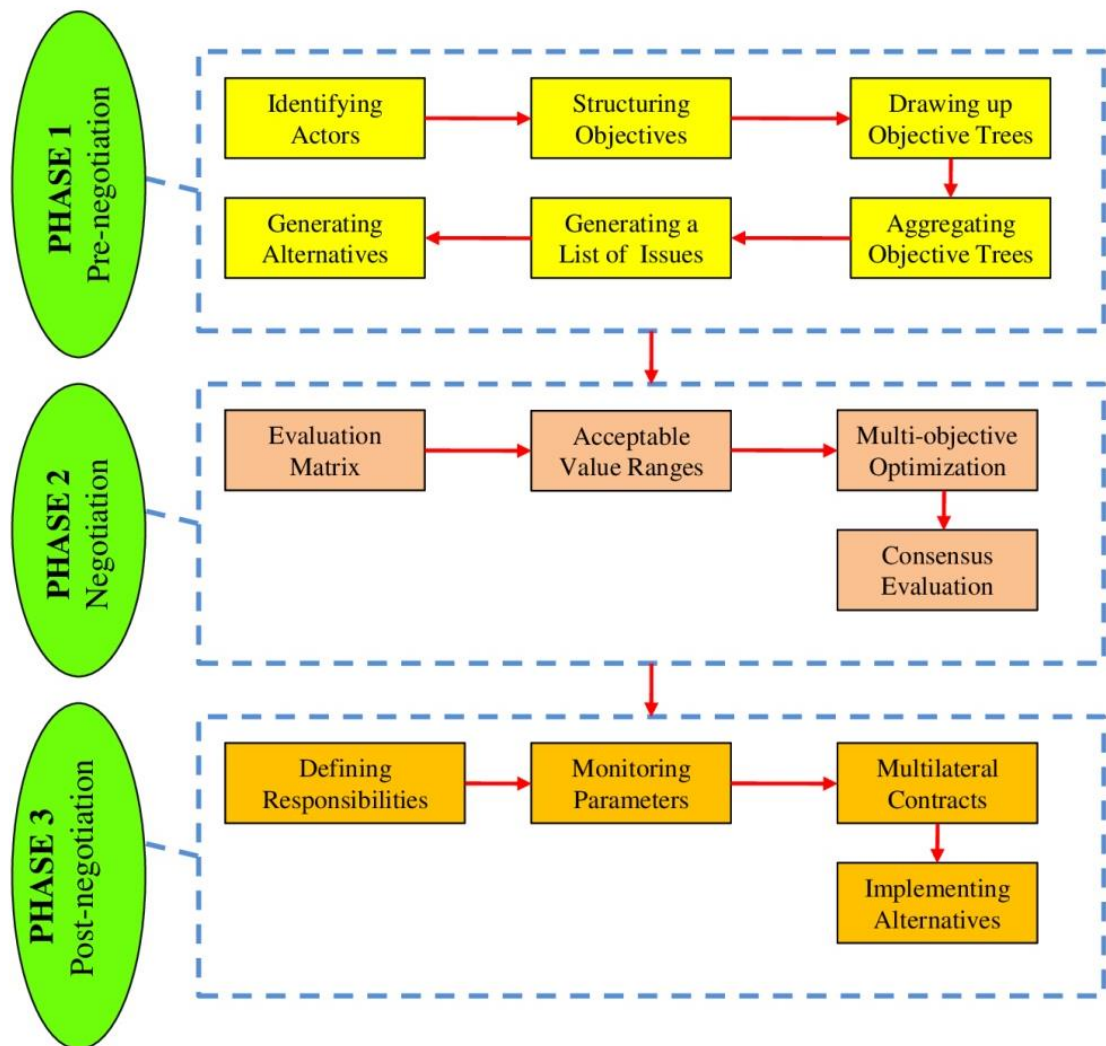 PHASE 1
Pre-negotiation
Identifying
Actors
Structuring
Objectives
Drawing up
Objective Trees
Generating
Alternatives
Generating a
List of Issues
Aggregating
Objective Trees
PHASE 2
Negotiation
Evaluation
Matrix
Acceptable
Value Ranges
Multi-objective
Optimization
Consensus
Evaluation
PHASE 3
Post-negotiation
Defining
Responsibilities
Monitoring
Parameters
Multilateral
Contracts
Implementing
Alternatives